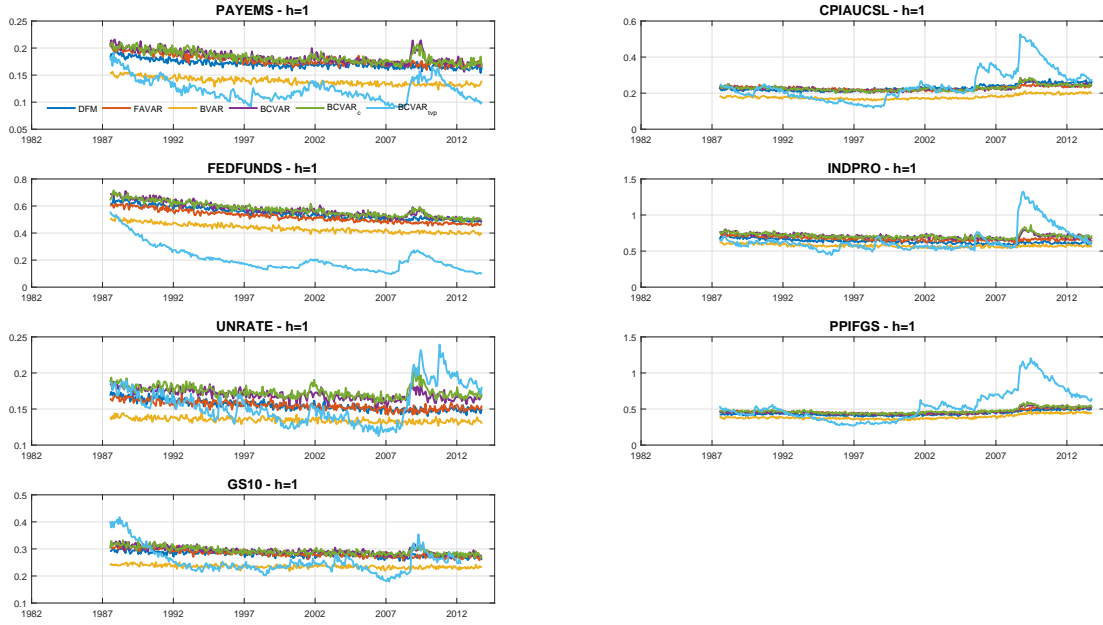 PAYEMS - h=1
0.25
0.2
0.15
0.1
0.05
DFM FAVAR BVAR BCVAR BCVARc BCVARtvp
1982 1987 1992 1997 2002 2007 2012
CPIAUCSL - h=1
0.6
0.4
0.2
0
1982 1987 1992 1997 2002 2007 2012
FEDFUNDS - h=1
0.8
0.6
0.4
0.2
0
1982 1987 1992 1997 2002 2007 2012
INDPRO - h=1
1.5
1
0.5
0
1982 1987 1992 1997 2002 2007 2012
UNRATE - h=1
0.25
0.2
0.15
0.1
1982 1987 1992 1997 2002 2007 2012
PPIFGS - h=1
1.5
1
0.5
0
1982 1987 1992 1997 2002 2007 2012
GS10 - h=1
0.5
0.4
0.3
0.2
0.1
1982 1987 1992 1997 2002 2007 2012